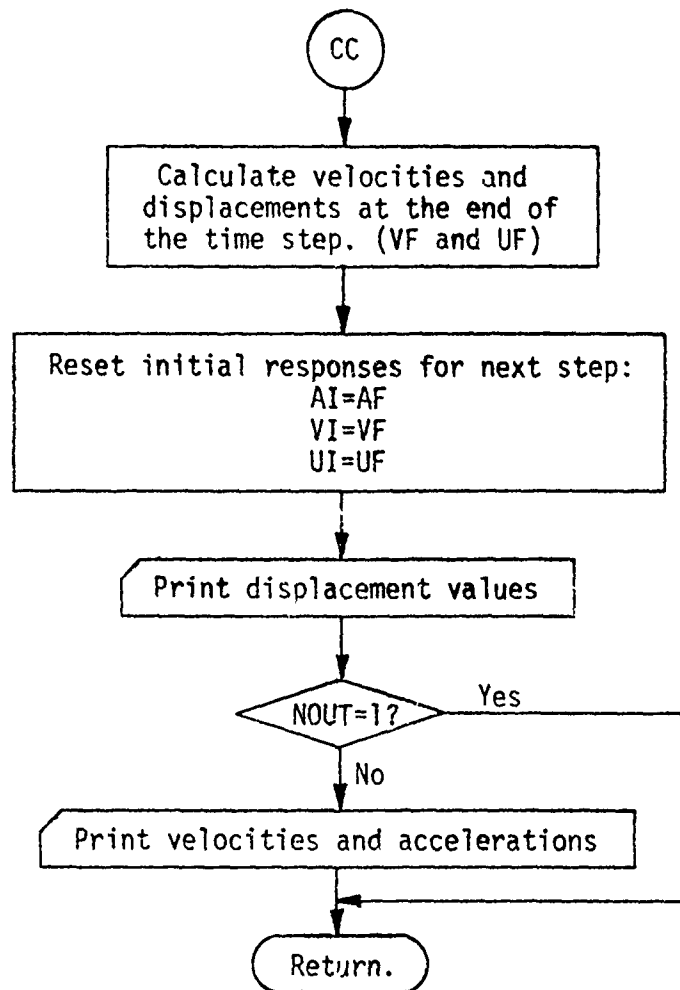 CC
Calculate velocities and
displacements at the end of
the time step. (VF and UF)
Reset initial responses for next step:
AI=AF
VI=VF
UI=UF
Print displacement values
NOUT=1?
Yes
No
Print velocities and accelerations
Return.